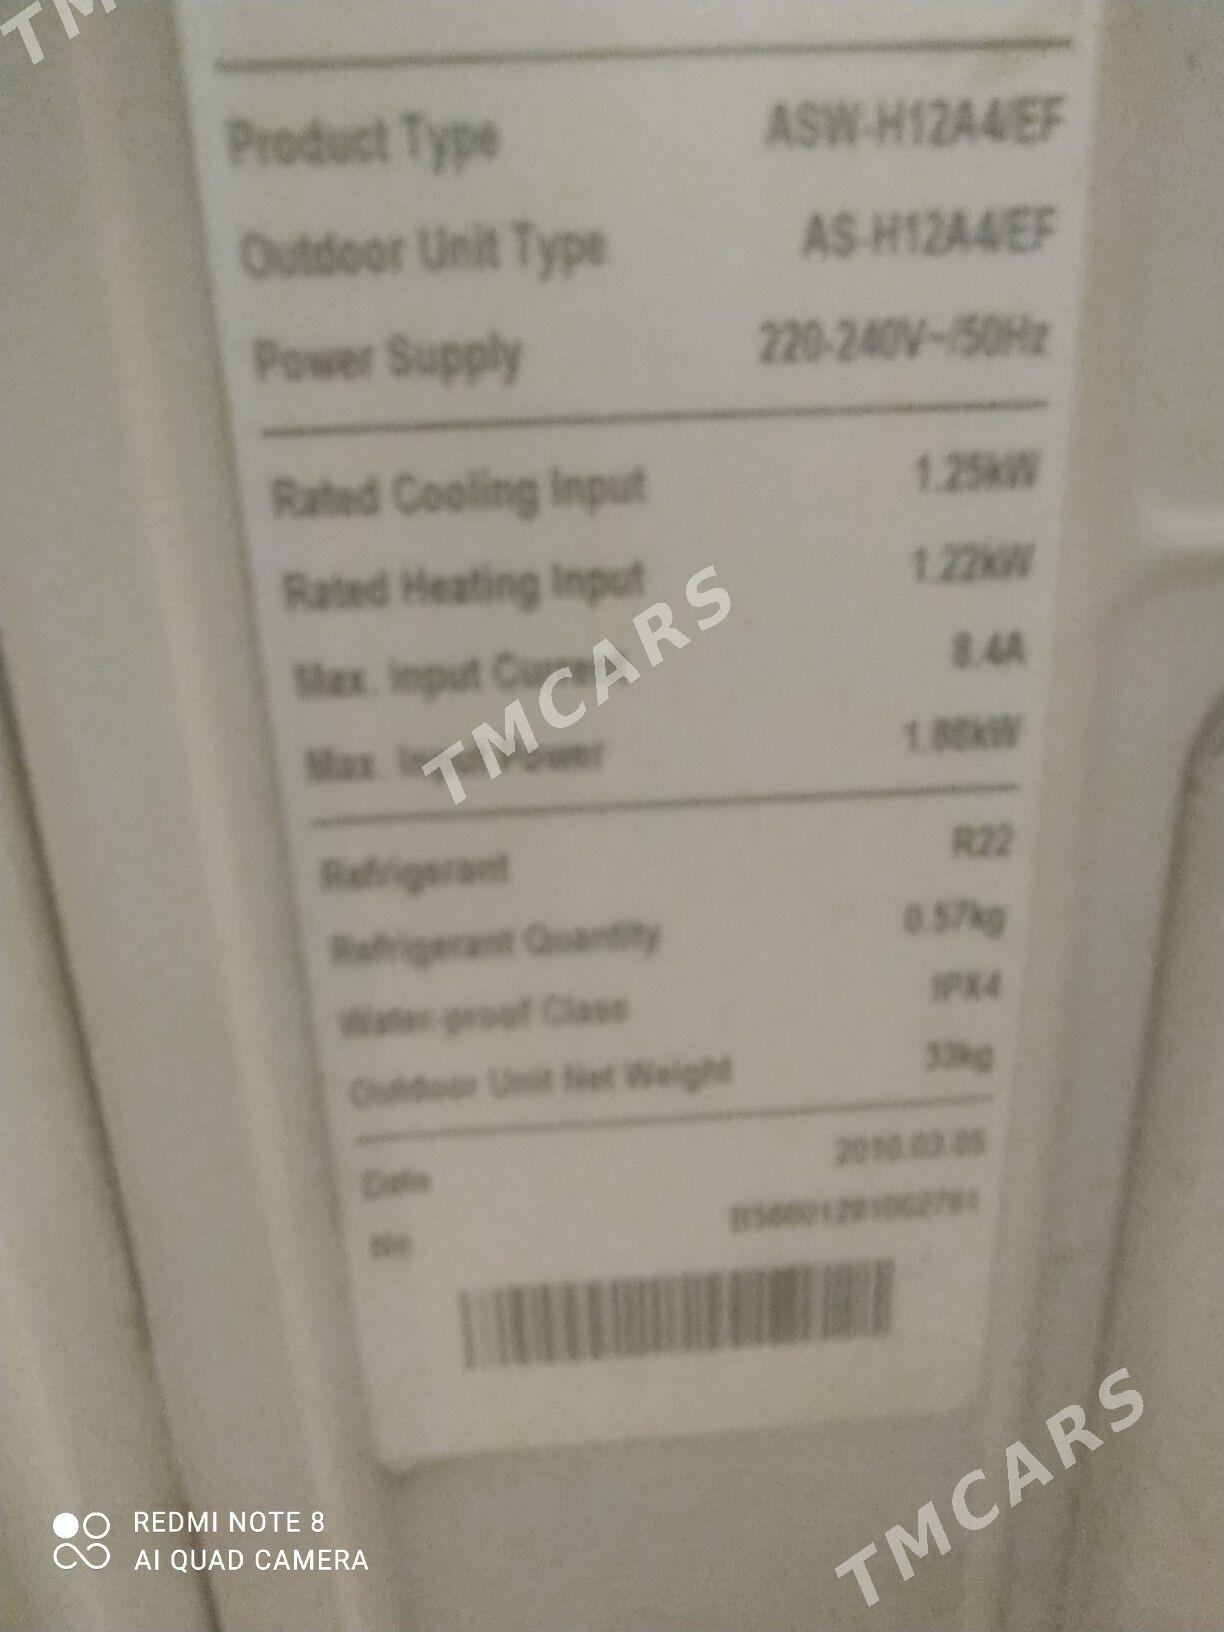 TMCARS
Product Type ASW-H12A4/EF
Outdoor Unit Type AS-H12A4/EF
Power Supply 220-240V~/50Hz
Rated Cooling Input 1.25kW
Rated Heating Input 1.22kW
Max. Input Current 8.4A
Max. Input Power 1.88kW
TMCARS
Refrigerant R22
Refrigerant Quantity 0.57kg
Water-proof Class IPX4
Outdoor Unit Net Weight 33kg
Date 2010.03.05
No
TMCARS
REDMI NOTE 8
AI QUAD CAMERA